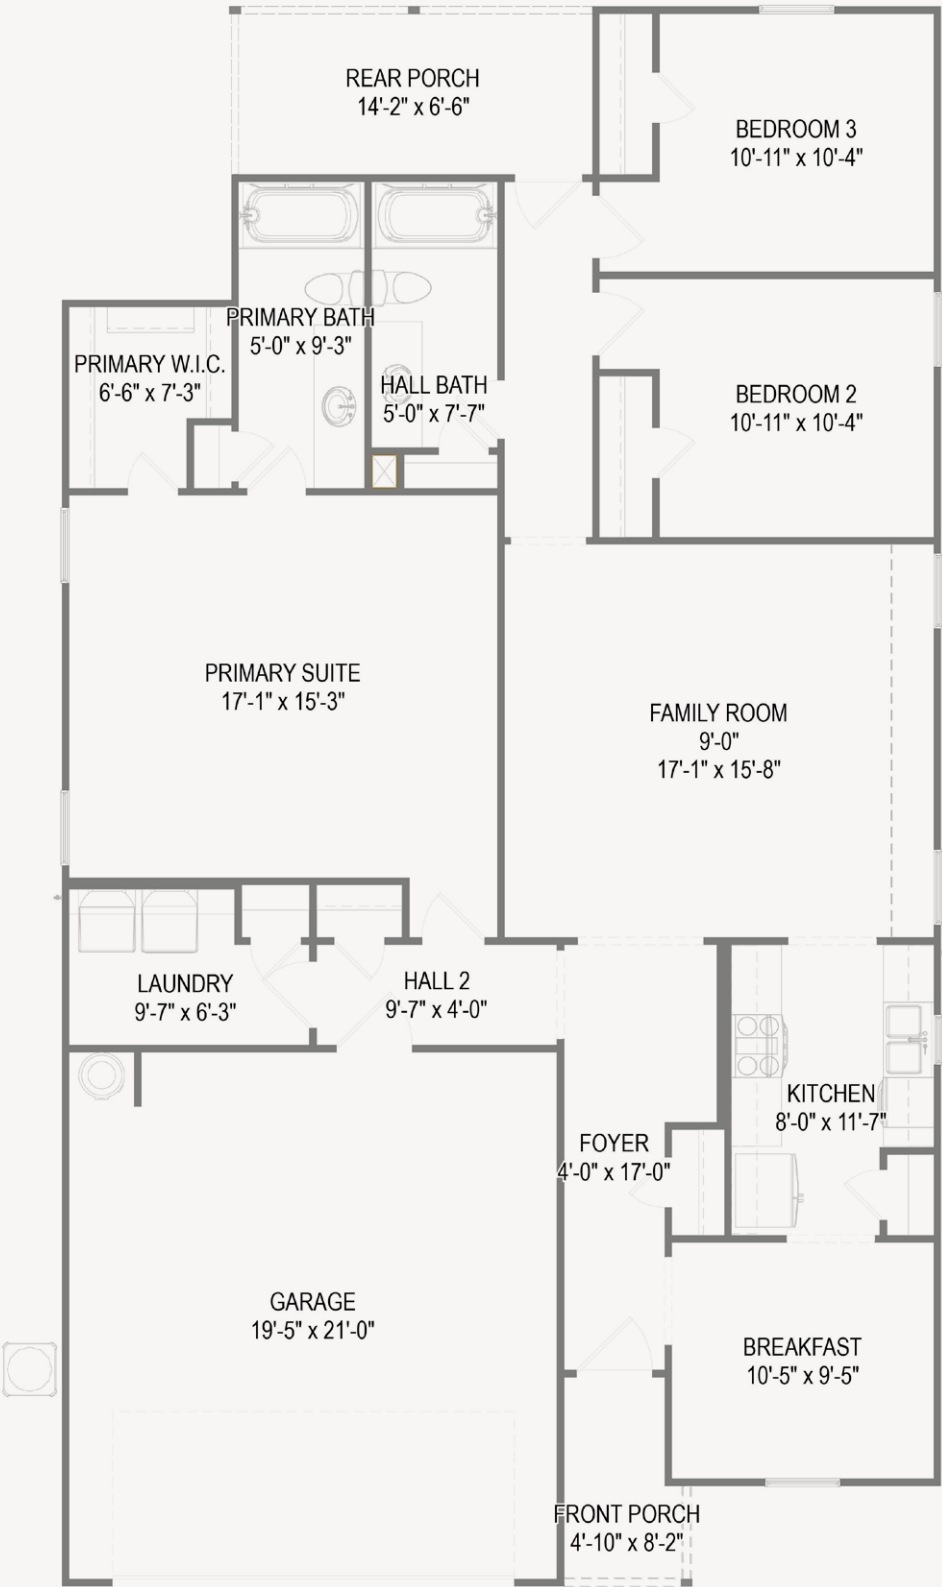 REAR PORCH
14'-2" x 6'-6"
BEDROOM 3
10'-11" x 10'-4"
PRIMARY BATH
5'-0" x 9'-3"
PRIMARY W.I.C.
6'-6" x 7'-3"
HALL BATH
5'-0" x 7'-7"
BEDROOM 2
10'-11" x 10'-4"
PRIMARY SUITE
17'-1" x 15'-3"
FAMILY ROOM
9'-0"
17'-1" x 15'-8"
LAUNDRY
9'-7" x 6'-3"
HALL 2
9'-7" x 4'-0"
KITCHEN
8'-0" x 11'-7"
FOYER
4'-0" x 17'-0"
GARAGE
19'-5" x 21'-0"
BREAKFAST
10'-5" x 9'-5"
FRONT PORCH
4'-10" x 8'-2"